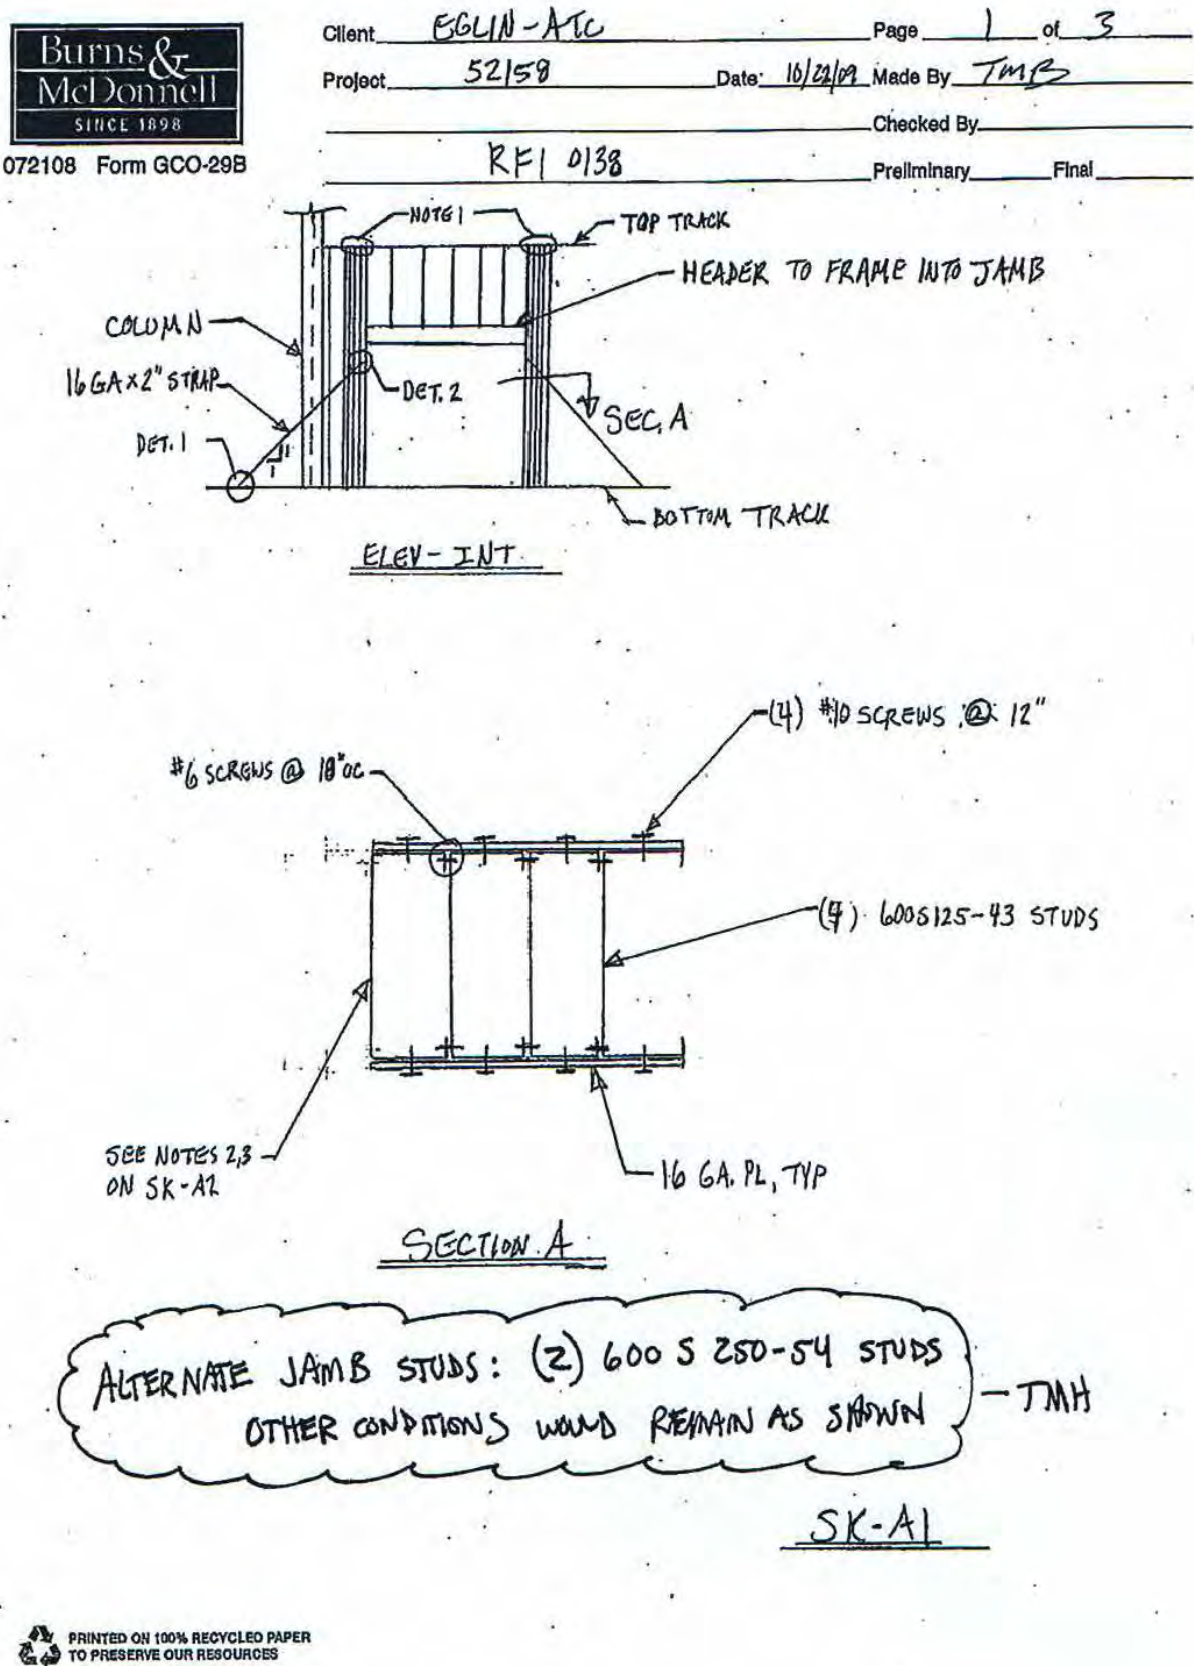 Burns &
McDonnell
SINCE 1898
072108 Form GCO-29B
Client EGLIN-ATC
Page 1 of 3
Project 52158
Date: 10/22/09 Made By TMB
Checked By
RFI 0138
Preliminary Final
NOTE 1
TOP TRACK
HEADER TO FRAME INTO JAMB
COLUMN
16 GA X 2" STRAP
DET. 2
SEC. A
DET. 1
1
1
BOTTOM TRACK
ELEV-INT
(4) #10 SCREWS @ 12"
#6 SCREWS @ 18" OC
(4) 600S125-43 STUDS
SEE NOTES 2,3
ON SK-A2
16 GA. PL, TYP
SECTION A
ALTERNATE JAMB STUDS: (2) 600 S 250-54 STUDS
OTHER CONDITIONS WOULD REMAIN AS SHOWN
- TMH
SK-A1
PRINTED ON 100% RECYCLED PAPER
TO PRESERVE OUR RESOURCES